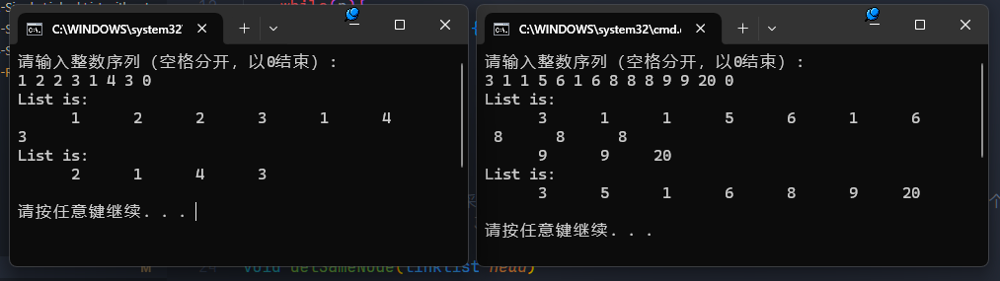 C:\WINDOWS\system32\
请输入整数序列（空格分开，以0结束）：
1 2 2 2 3 1 4 3 0
List is:
1 2 2 3 1 4
3
List is:
2 1 4 3
请按任意键继续. . .
C:\WINDOWS\system32\cmd.
请输入整数序列（空格分开，以0结束）：
3 1 1 5 6 1 6 8 8 8 9 9 20 0
List is:
3 1 1 5 6 1 6
8 8 8
9 9 20
List is:
3 5 1 6 8 9 20
请按任意键继续. . .
M 24 void delSameNode(linklist head)